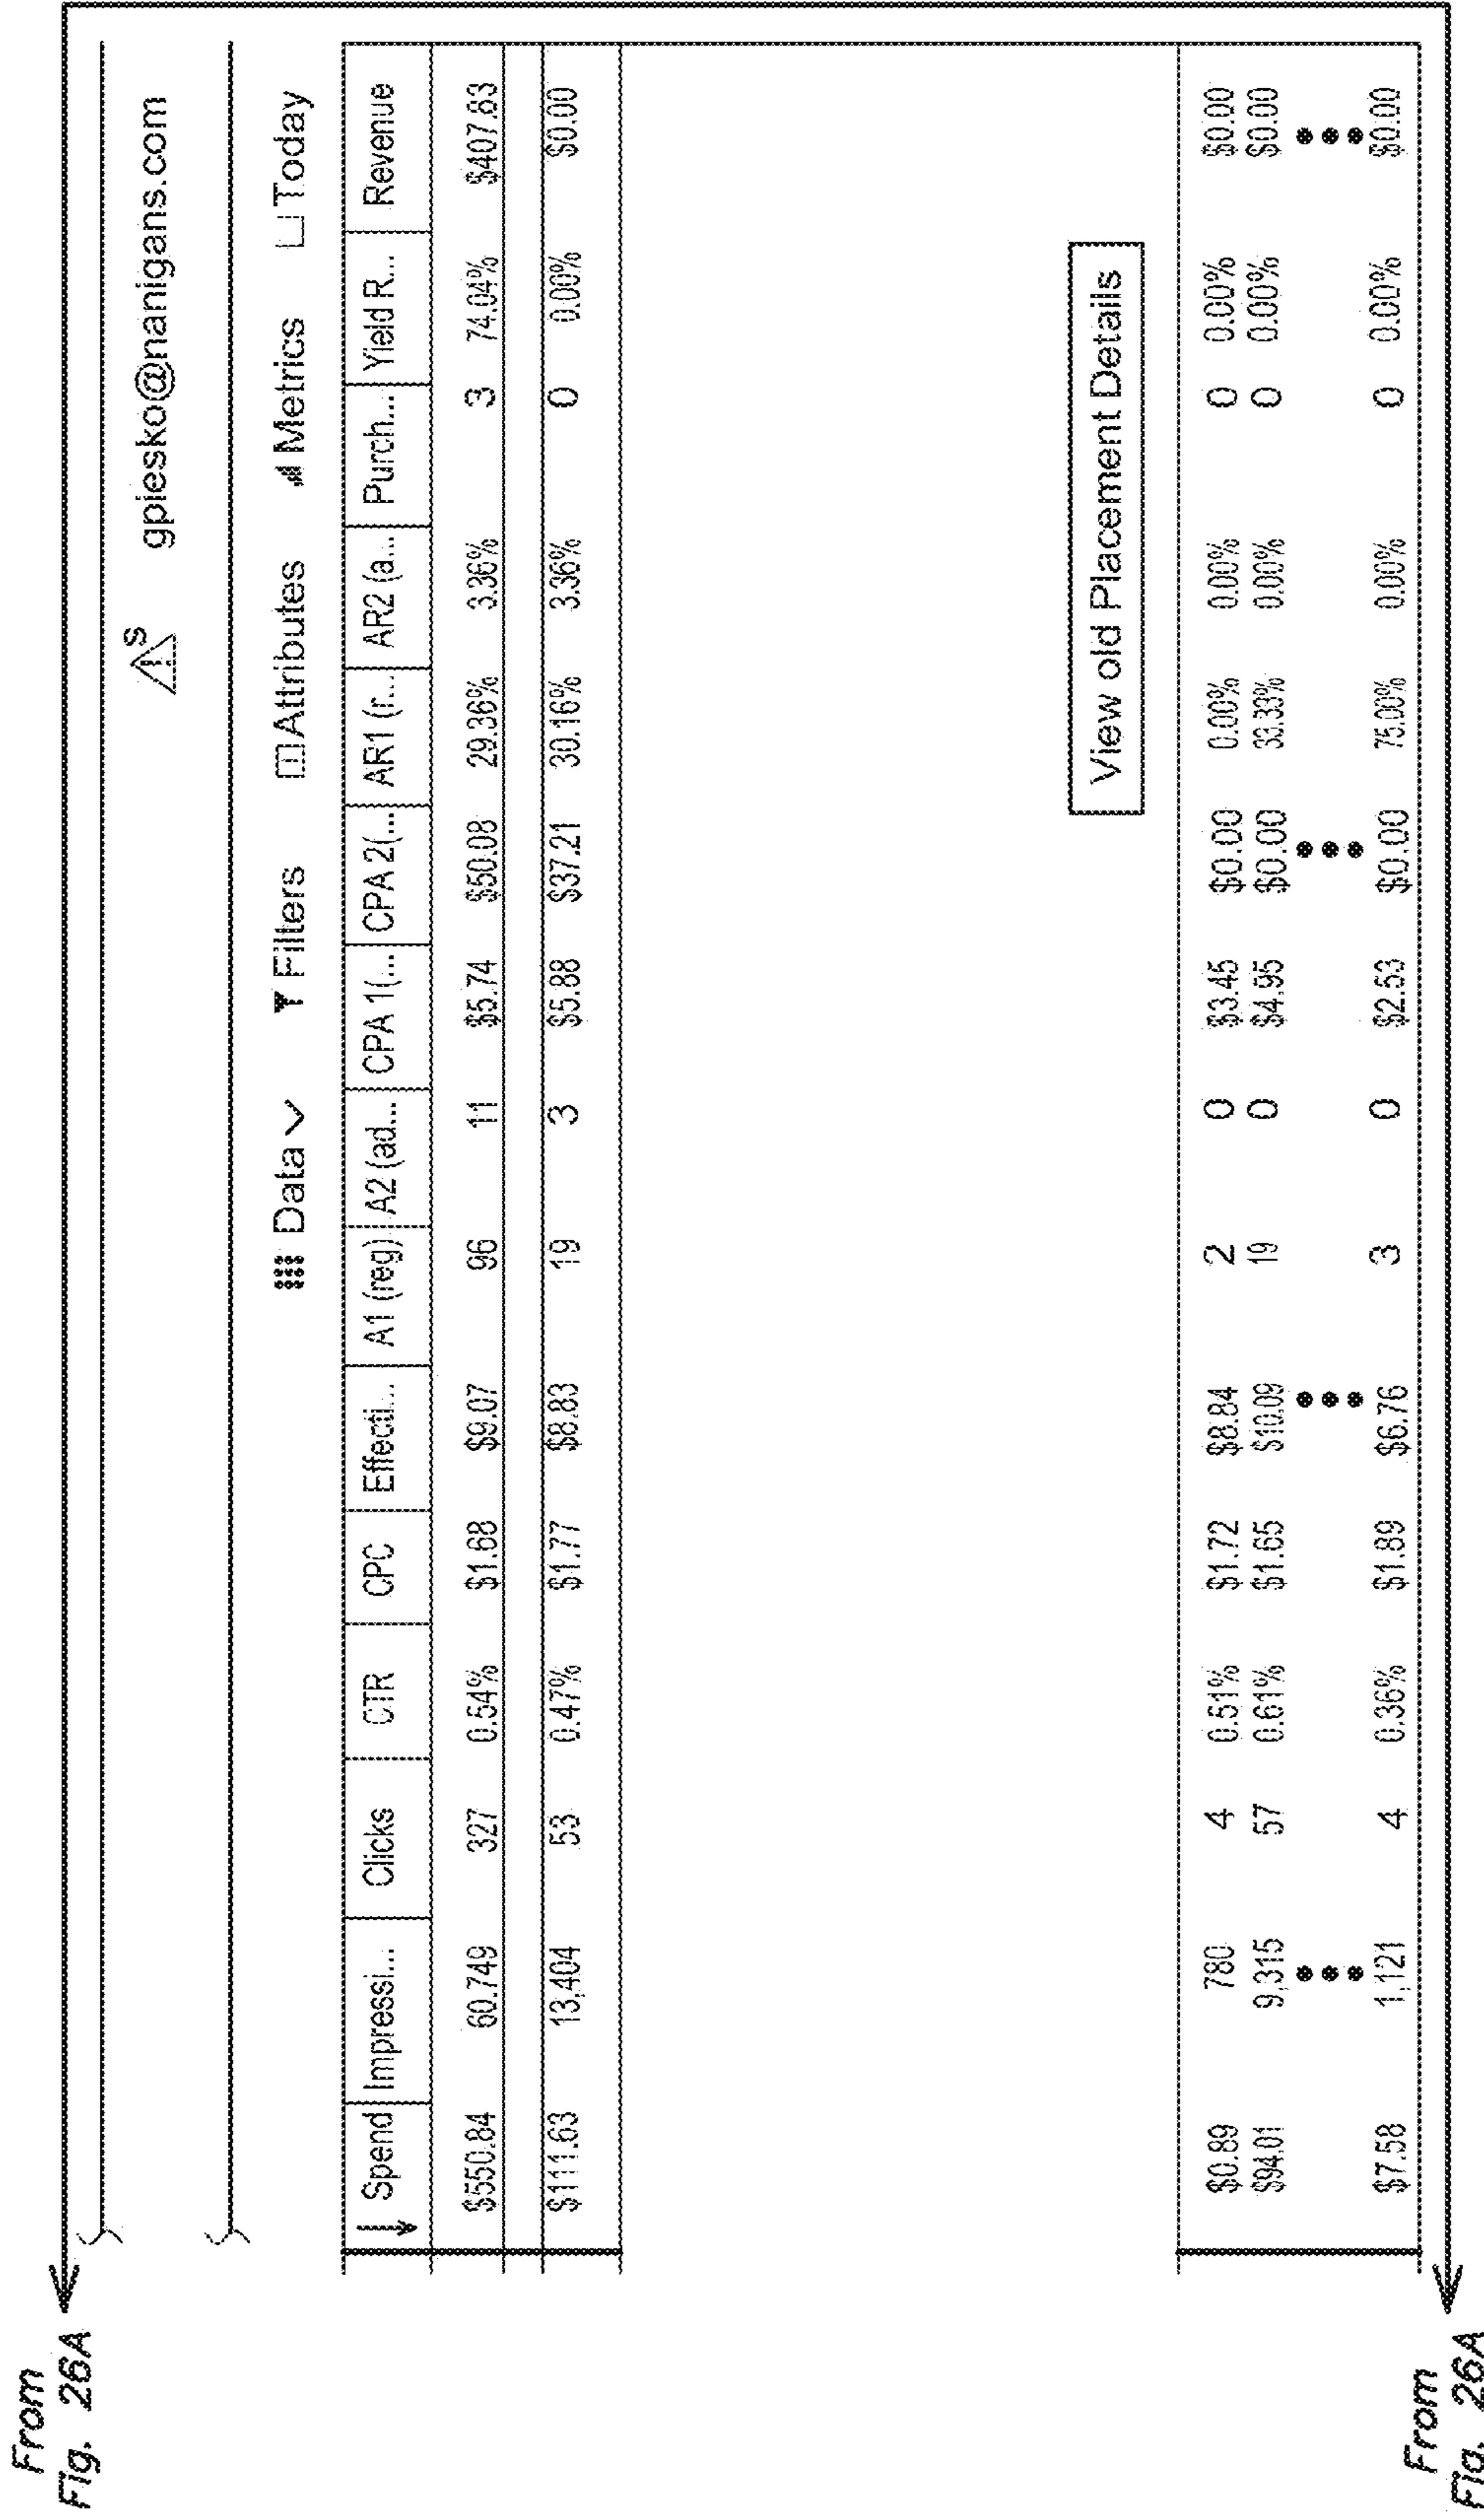 From
Fig. 26A
gpiesko@nanigans.com
Data Filters Attributes Metrics Today
Spend Impressi... Clicks CTR CPC Effecti... A1 (reg) A2 (ad... CPA 1(... CPA 2(... AR1 (r... AR2 (a... Purch... Yield R... Revenue
$550.84 60.749 327 0.54% $1.68 $9.07 96 11 $5.74 $50.08 29.36% 3.36% 3 74.04% $407.83
$111.63 13,404 53 0.47% $1.77 $8.83 19 3 $5.88 $37.21 30.16% 3.36% 0 0.00% $0.00
View old Placement Details
$0.89 780 4 0.51% $1.72 $8.84 2 0 $3.45 $0.00 0.00% 0.00% 0 0.00% $0.00
$94.01 9,315 57 0.61% $1.65 $10.09 19 0 $4.95 $0.00 33.33% 0.00% 0 0.00% $0.00
$7.58 1,121 4 0.36% $1.89 $6.76 3 0 $2.53 $0.00 75.00% 0.00% 0 0.00% $0.00
From
Fig. 26A